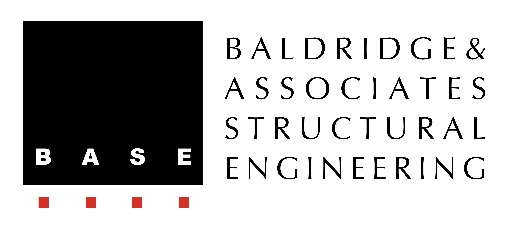 BASE
BALDRIDGE &
ASSOCIATES
STRUCTURAL
ENGINEERING